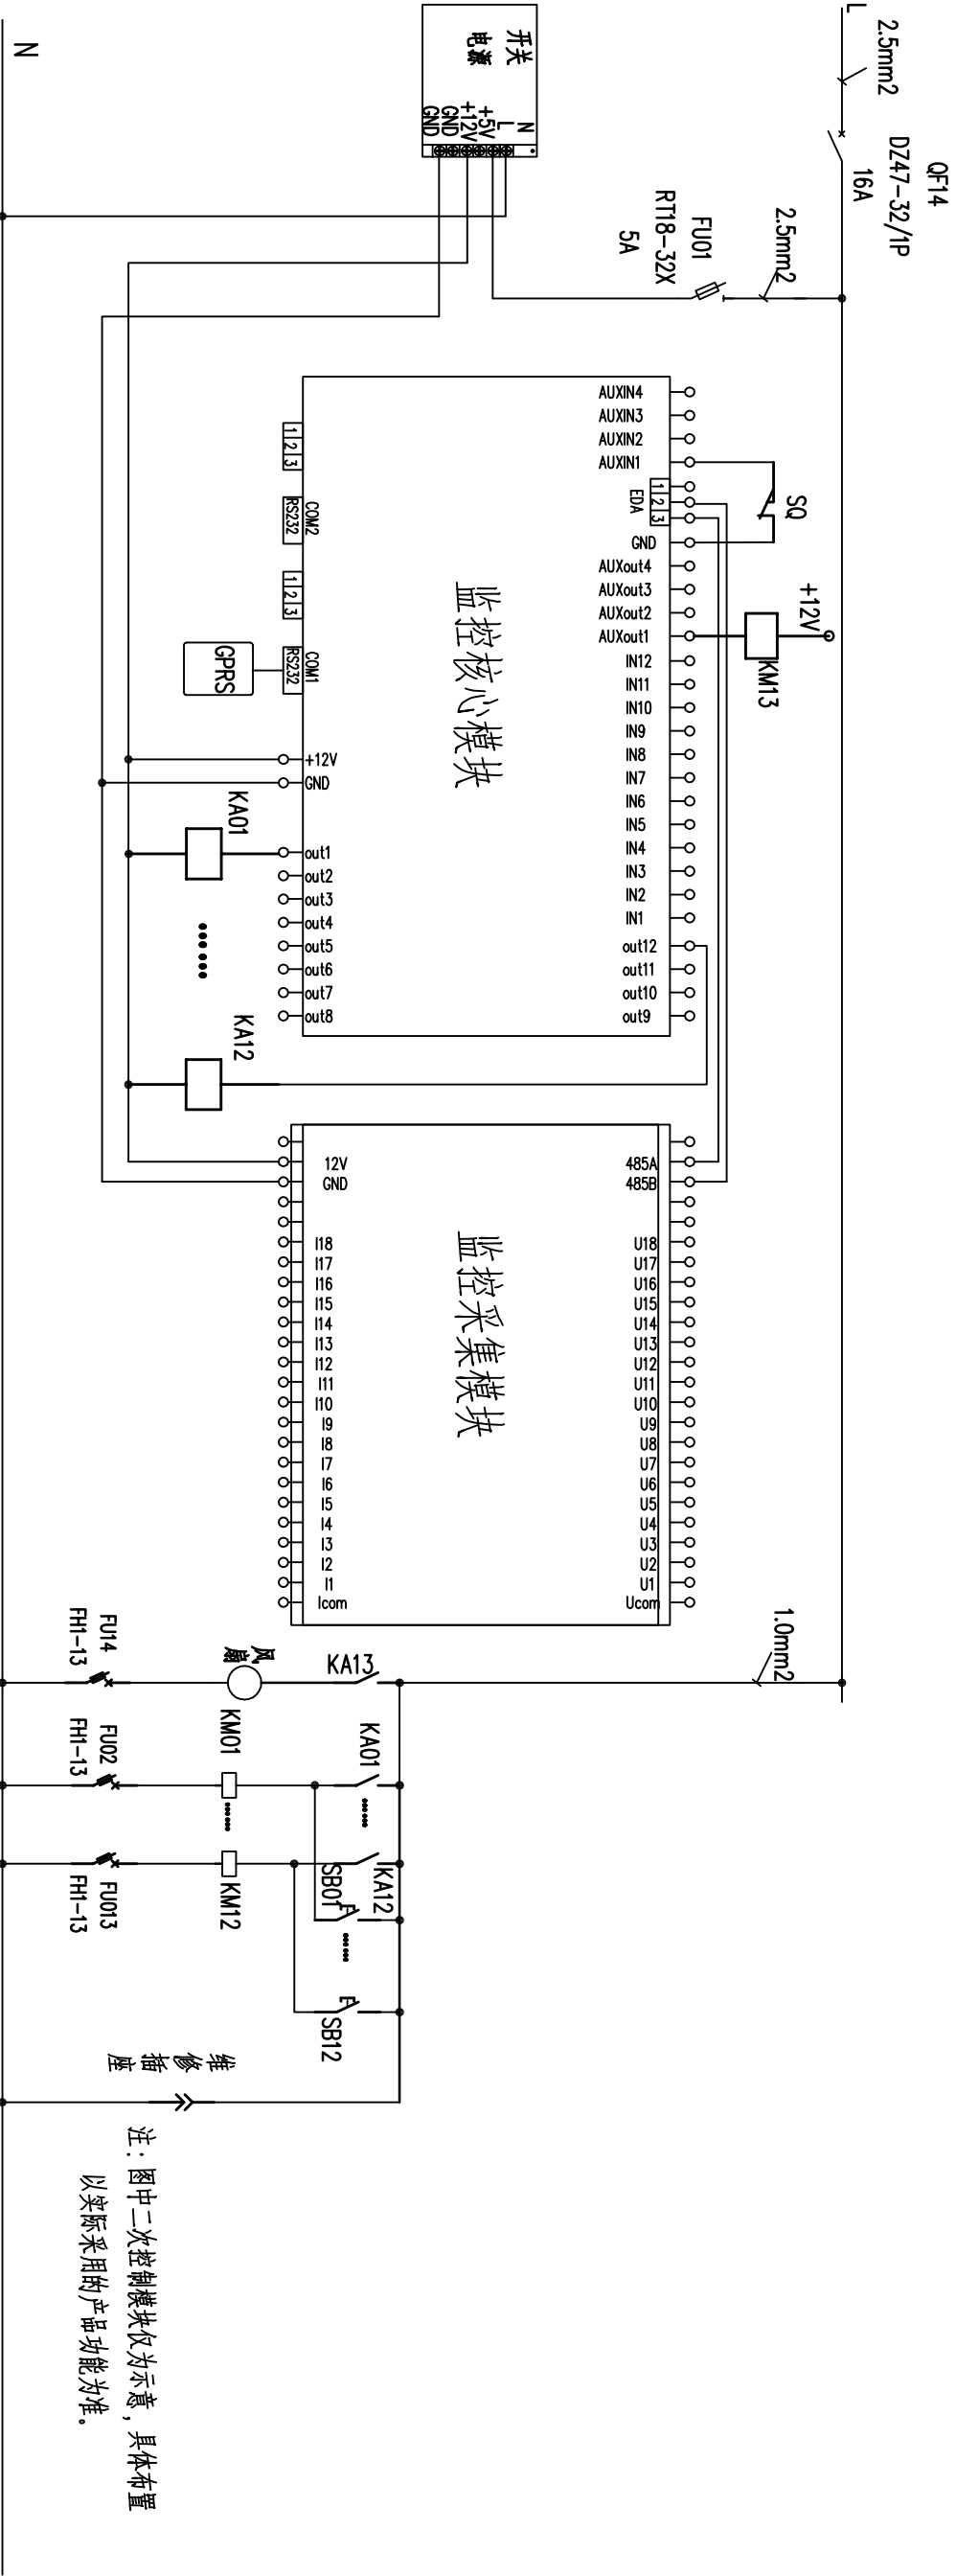 L
2.5mm2
QF14
DZ47-32/1P
16A
2.5mm2
FU01
RT18-32X
5A
N
开关
电源
N
L
+5V
+12V
GND
GND
AUXIN4
AUXIN3
AUXIN2
AUXIN1
EDA
1
2
3
GND
AUXout4
AUXout3
AUXout2
AUXout1
IN12
IN11
IN10
IN9
IN8
IN7
IN6
IN5
IN4
IN3
IN2
IN1
out12
out11
out10
out9
SQ
+12V
KM13
监控核心模块
1 2 3
COM2
RS232
1 2 3
COM1
RS232
GPRS
+12V
GND
out1
out2
out3
out4
out5
out6
out7
out8
KA01
KA12
485A
485B
U18
U17
U16
U15
U14
U13
U12
U11
U10
U9
U8
U7
U6
U5
U4
U3
U2
U1
Ucom
监控采集模块
12V
GND
I18
I17
I16
I15
I14
I13
I12
I11
I10
I9
I8
I7
I6
I5
I4
I3
I2
I1
Icom
1.0mm2
KA13
风
扇
FU14
FH1-13
KA01
KM01
FU02
FH1-13
KA12
KM12
FU013
FH1-13
SB01
SB12
维
修
插
座
注：图中二次控制模块仅为示意，具体布置
以实际采用的产品功能为准。